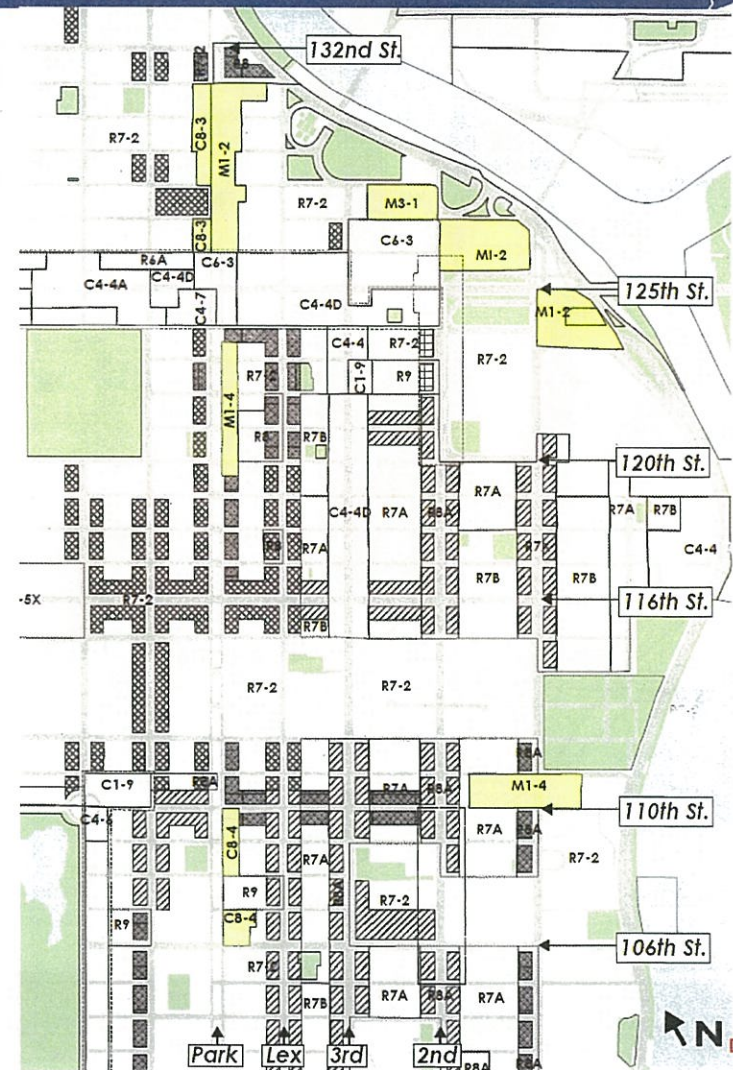 132nd St.
R7-2
C8-3
M1-2
R7-2
M3-1
C6-3
C8-3
R6A
C6-3
C4-4D
C4-4A
C4-7
C4-4D
M1-2
125th St.
M1-2
C4-4
R7-2
R7-2
C1-9
R9
M1-4
R7B
120th St.
R7A
C4-4D
R7A
R8A
R7A
R7B
C4-4
R7A
R7B
R7B
-5X
R7-2
116th St.
R7B
R7-2
R7-2
C1-9
R8A
R7A
R8A
M1-4
R8A
110th St.
C8-4
R7A
R7A
R8A
R7-2
R9
R8A
R7-2
R9
C8-4
106th St.
R7B
R7A
R8A
R7A
N
Park
Lex
3rd
2nd
R8A
R8A